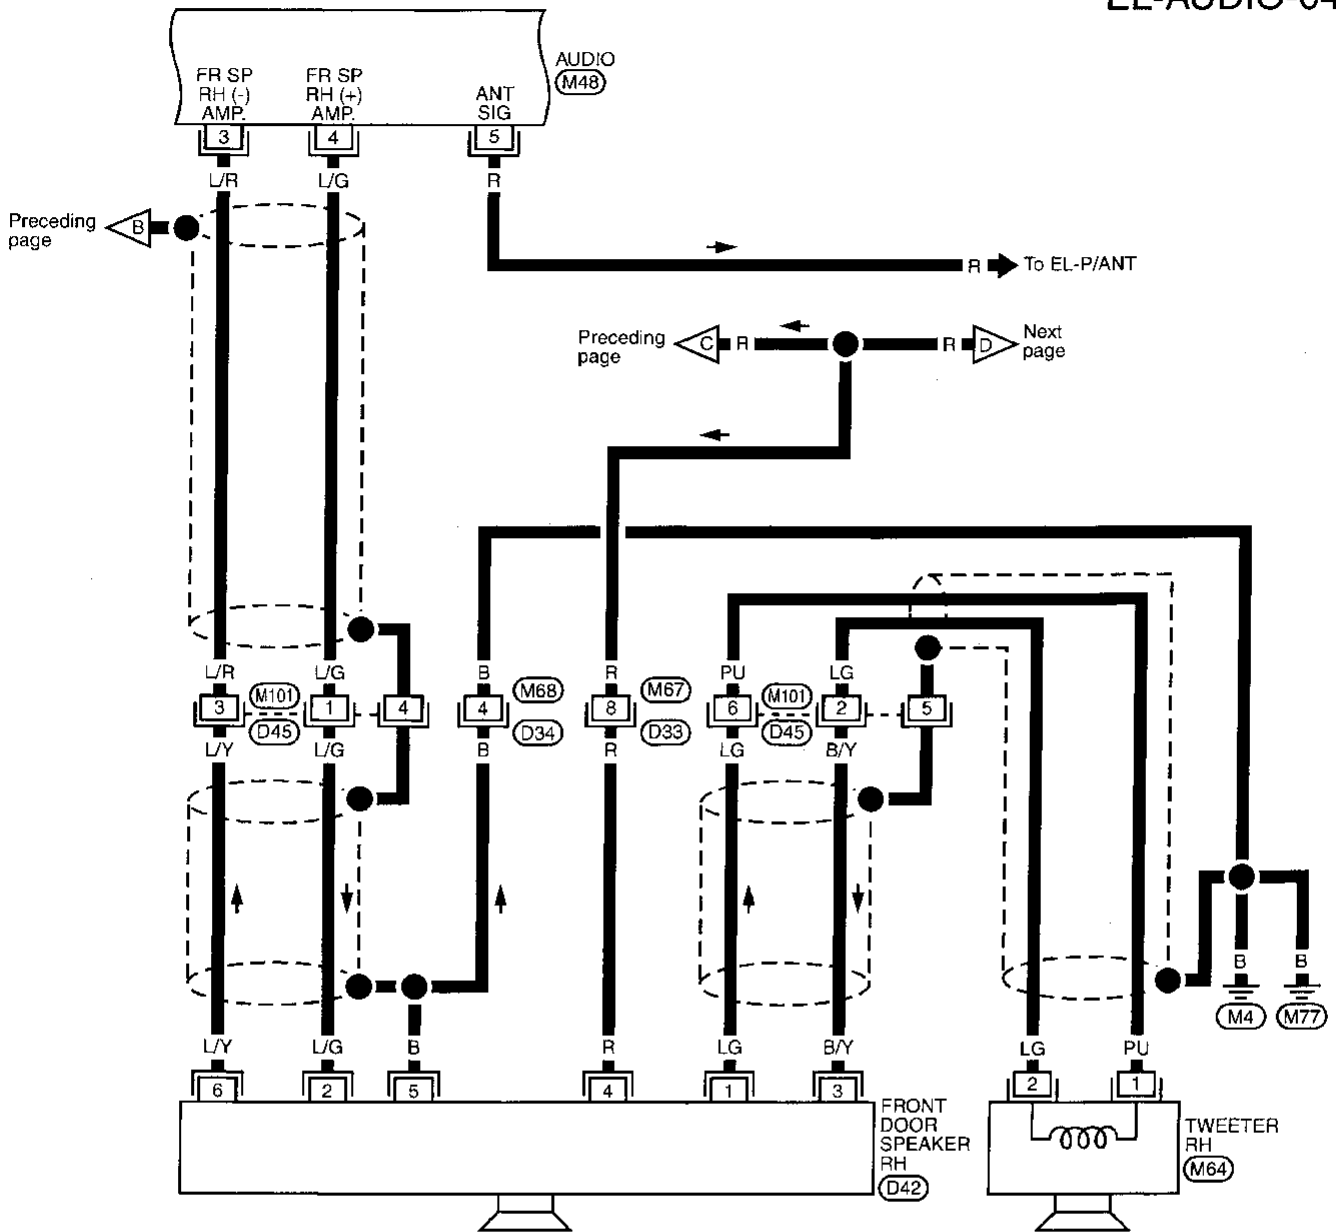 EL-AUDIO-04
AUDIO
M48
FR SP
RH (-)
AMP.
FR SP
RH (+)
AMP.
ANT
SIG
3
4
5
L/R
L/G
R
Preceding
page
B
R
To EL-P/ANT
Preceding
page
C
R
R
D
Next
page
L/R
L/G
B
R
PU
LG
3
M101
1
4
4
M68
8
M67
6
M101
2
5
D45
D34
D33
D45
L/Y
L/G
B
R
LG
B/Y
B
B
M4
M77
L/Y
L/G
B
R
LG
B/Y
LG
PU
6
2
5
4
1
3
2
1
FRONT
DOOR
SPEAKER
RH
D42
TWEETER
RH
M64